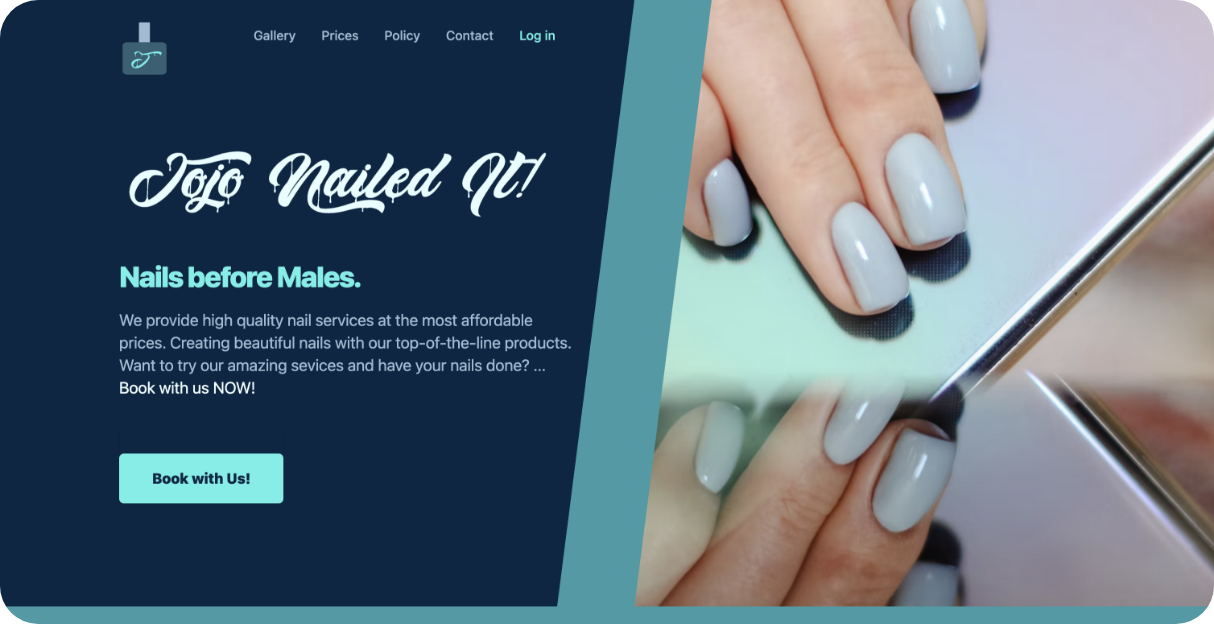 Gallery Prices Policy Contact Log in
J
Jojo Nailed It!
Nails before Males.
We provide high quality nail services at the most affordable
prices. Creating beautiful nails with our top-of-the-line products.
Want to try our amazing sevices and have your nails done? ...
Book with us NOW!
Book with Us!